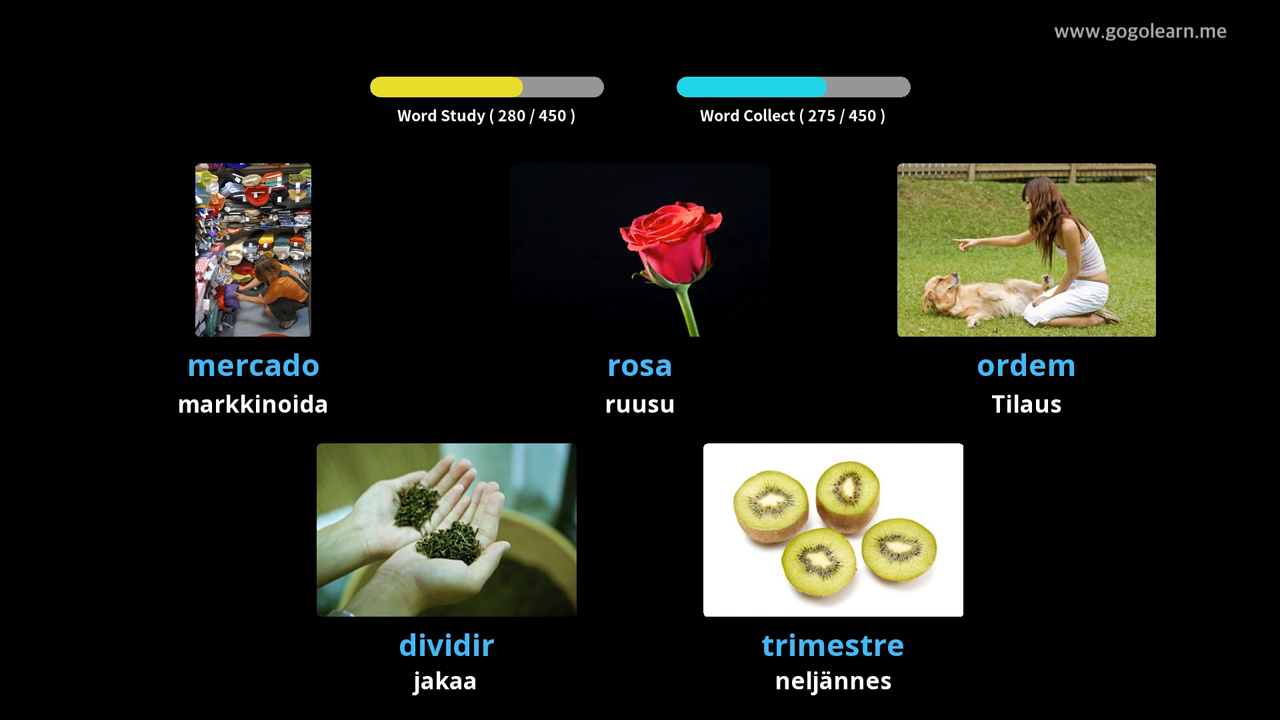 www.gogolearn.me
Word Study ( 280 / 450 )
Word Collect ( 275 / 450 )
mercado
markkinoida
rosa
ruusu
ordem
Tilaus
dividir
jakaa
trimestre
neljännes